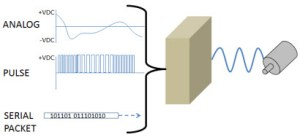 +VDC
ANALOG
-VDC
+VDC
PULSE
SERIAL
PACKET
101101 011101010